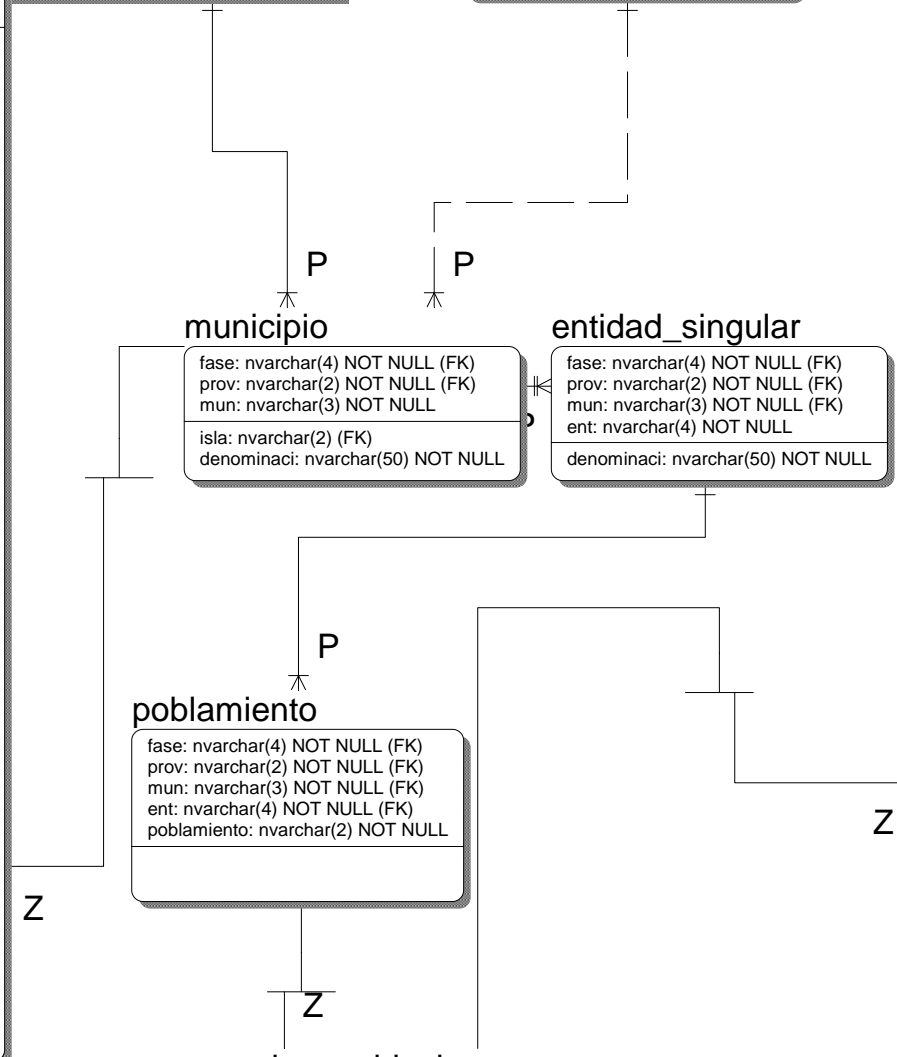 P
P
municipio
fase: nvarchar(4) NOT NULL (FK)
prov: nvarchar(2) NOT NULL (FK)
mun: nvarchar(3) NOT NULL
isla: nvarchar(2) (FK)
denominaci: nvarchar(50) NOT NULL
entidad_singular
fase: nvarchar(4) NOT NULL (FK)
prov: nvarchar(2) NOT NULL (FK)
mun: nvarchar(3) NOT NULL (FK)
ent: nvarchar(4) NOT NULL
denominaci: nvarchar(50) NOT NULL
P
poblamiento
fase: nvarchar(4) NOT NULL (FK)
prov: nvarchar(2) NOT NULL (FK)
mun: nvarchar(3) NOT NULL (FK)
ent: nvarchar(4) NOT NULL (FK)
poblamiento: nvarchar(2) NOT NULL
Z
Z
Z